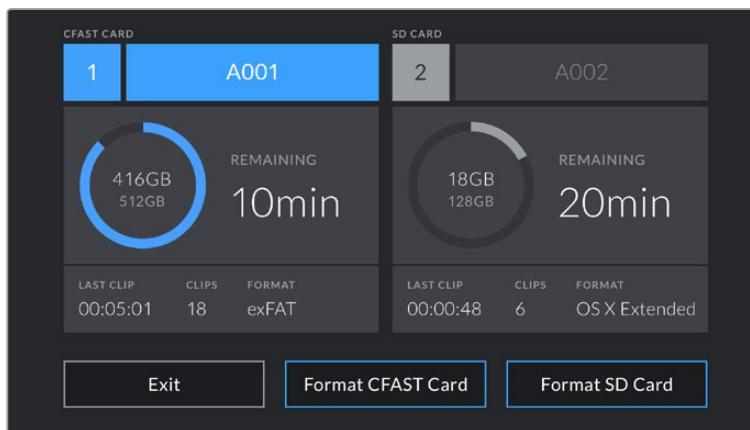 CFAST CARD
1
A001
416GB
512GB
REMAINING
10min
LAST CLIP
CLIPS
FORMAT
00:05:01
18
exFAT
SD CARD
2
A002
18GB
128GB
REMAINING
20min
LAST CLIP
CLIPS
FORMAT
00:00:48
6
OS X Extended
Exit
Format CFAST Card
Format SD Card